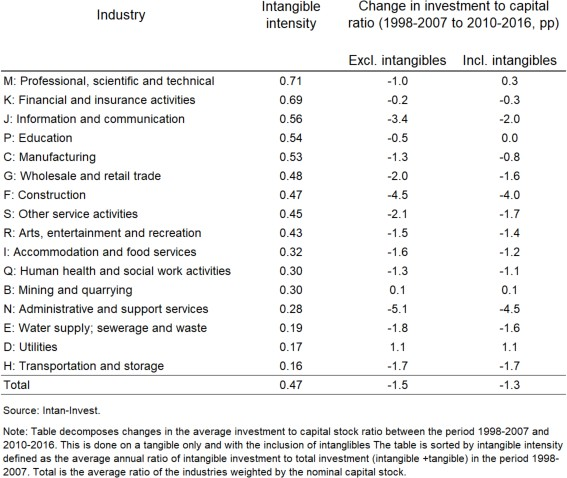 Industry Intangible intensity Change in investment to capital ratio (1998-2007 to 2010-2016, pp)
Excl. intangibles Incl. intangibles
M: Professional, scientific and technical 0.71 -1.0 0.3
K: Financial and insurance activities 0.69 -0.2 -0.3
J: Information and communication 0.56 -3.4 -2.0
P: Education 0.54 -0.5 0.0
C: Manufacturing 0.53 -1.3 -0.8
G: Wholesale and retail trade 0.48 -2.0 -1.6
F: Construction 0.47 -4.5 -4.0
S: Other service activities 0.45 -2.1 -1.7
R: Arts, entertainment and recreation 0.43 -1.5 -1.4
I: Accommodation and food services 0.32 -1.6 -1.2
Q: Human health and social work activities 0.30 -1.3 -1.1
B: Mining and quarrying 0.30 0.1 0.1
N: Administrative and support services 0.28 -5.1 -4.5
E: Water supply; sewerage and waste 0.19 -1.8 -1.6
D: Utilities 0.17 1.1 1.1
H: Transportation and storage 0.16 -1.7 -1.7
Total 0.47 -1.5 -1.3
Source: Intan-Invest.
Note: Table decomposes changes in the average investment to capital stock ratio between the period 1998-2007 and
2010-2016. This is done on a tangible only and with the inclusion of intanglibles The table is sorted by intangible intensity
defined as the average annual ratio of intangible investment to total investment (intangible +tangible) in the period 1998-
2007. Total is the average ratio of the industries weighted by the nominal capital stock.